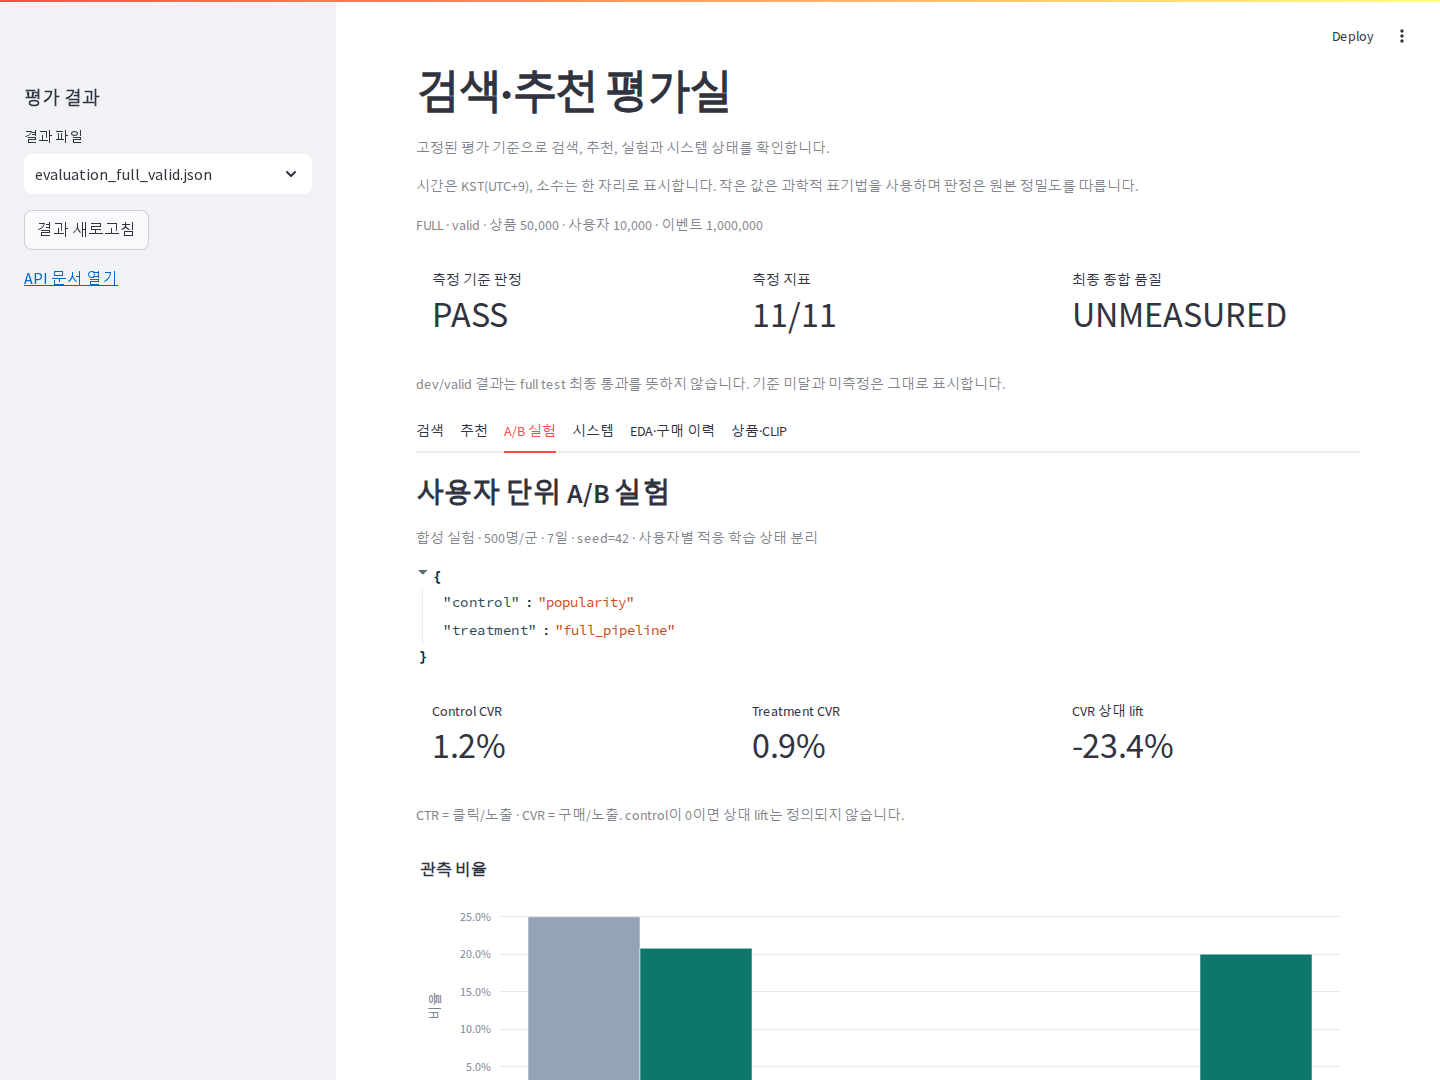 Deploy
평가 결과
결과 파일
evaluation_full_valid.json
결과 새로고침
API 문서 열기
검색·추천 평가실
고정된 평가 기준으로 검색, 추천, 실험과 시스템 상태를 확인합니다.
시간은 KST(UTC+9), 소수는 한 자리로 표시합니다. 작은 값은 과학적 표기법을 사용하며 판정은 원본 정밀도를 따릅니다.
FULL · valid · 상품 50,000 · 사용자 10,000 · 이벤트 1,000,000
측정 기준 판정
PASS
측정 지표
11/11
최종 종합 품질
UNMEASURED
dev/valid 결과는 full test 최종 통과를 뜻하지 않습니다. 기준 미달과 미측정은 그대로 표시합니다.
검색 추천 A/B 실험 시스템 EDA·구매 이력 상품·CLIP
사용자 단위 A/B 실험
합성 실험 · 500명/군 · 7일 · seed=42 · 사용자별 적응 학습 상태 분리
{
"control" : "popularity"
"treatment" : "full_pipeline"
}
Control CVR
1.2%
Treatment CVR
0.9%
CVR 상대 lift
-23.4%
CTR = 클릭/노출 · CVR = 구매/노출. control이 0이면 상대 lift는 정의되지 않습니다.
관측 비율
25.0%
20.0%
15.0%
10.0%
5.0%
비율